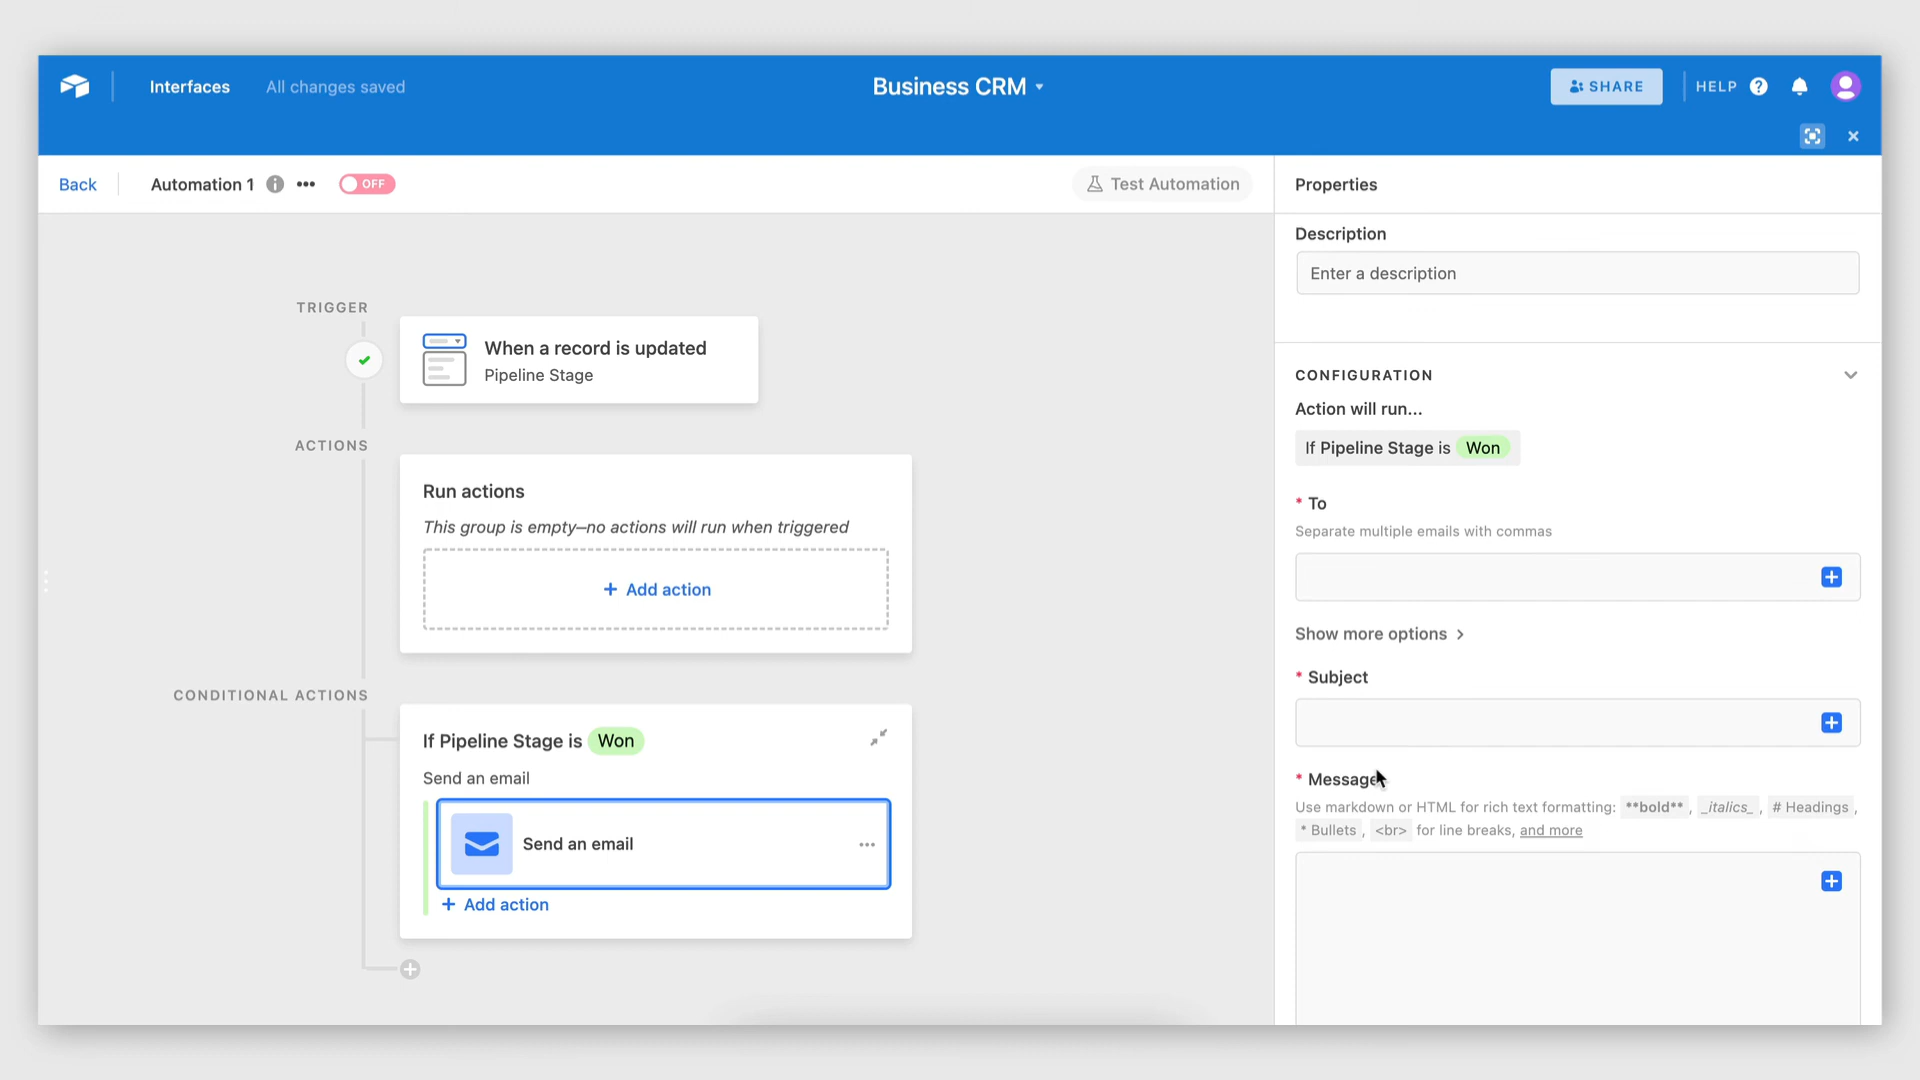 Interfaces
All changes saved
Business CRM
SHARE
HELP
Back
Automation 1
OFF
Test Automation
Properties
Description
Enter a description
TRIGGER
When a record is updated
Pipeline Stage
ACTIONS
Run actions
This group is empty—no actions will run when triggered
+ Add action
CONDITIONAL ACTIONS
If Pipeline Stage is Won
Send an email
Send an email
+ Add action
CONFIGURATION
Action will run...
If Pipeline Stage is Won
* To
Separate multiple emails with commas
Show more options
* Subject
* Message
Use markdown or HTML for rich text formatting: **bold** , _italics_ , # Headings ,
* Bullets , <br> for line breaks, and more